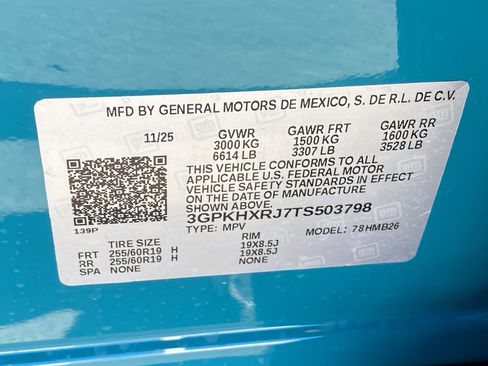 MFD BY GENERAL MOTORS DE MEXICO, S. DE R.L. DE C.V.
11/25 GVWR GAWR FRT GAWR RR
3000 KG 1500 KG 1600 KG
6614 LB 3307 LB 3528 LB
THIS VEHICLE CONFORMS TO ALL
APPLICABLE U.S. FEDERAL MOTOR
VEHICLE SAFETY STANDARDS IN EFFECT
ON THE DATE OF MANUFACTURE
SHOWN ABOVE.
3GPKHXRJ7TS503798
139P TYPE: MPV MODEL: 78HMB26
TIRE SIZE RIM
FRT 255/60R19 H 19X8.5J
RR 255/60R19 H 19X8.5J
SPA NONE NONE
gm